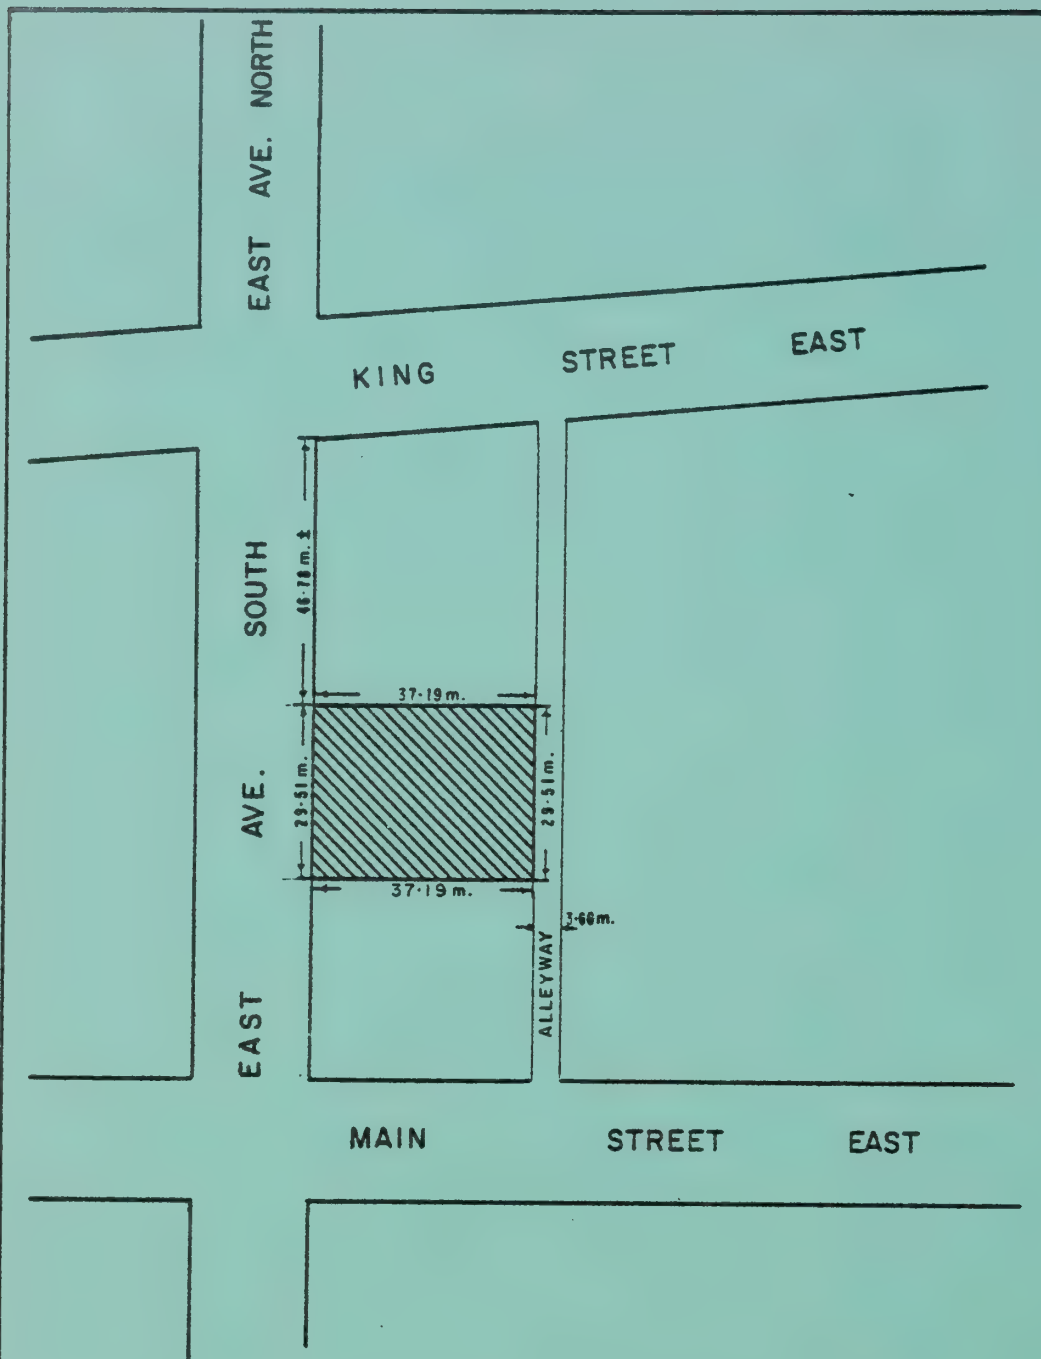 EAST AVE. NORTH
KING STREET EAST
EAST AVE. SOUTH
46·78 m. ±
37·19 m.
29·51 m.
29·51 m.
37·19 m.
3·66 m.
ALLEYWAY
MAIN STREET EAST